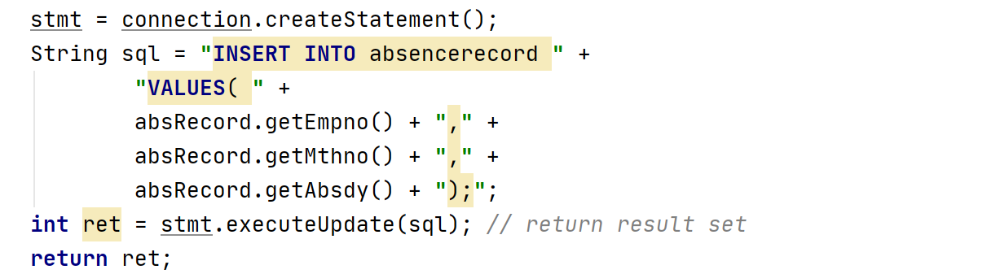 stmt = connection.createStatement();
String sql = "INSERT INTO absencerecord " +
"VALUES( " +
absRecord.getEmpno() + "," +
absRecord.getMthno() + "," +
absRecord.getAbsdy() + ");";
int ret = stmt.executeUpdate(sql); // return result set
return ret;